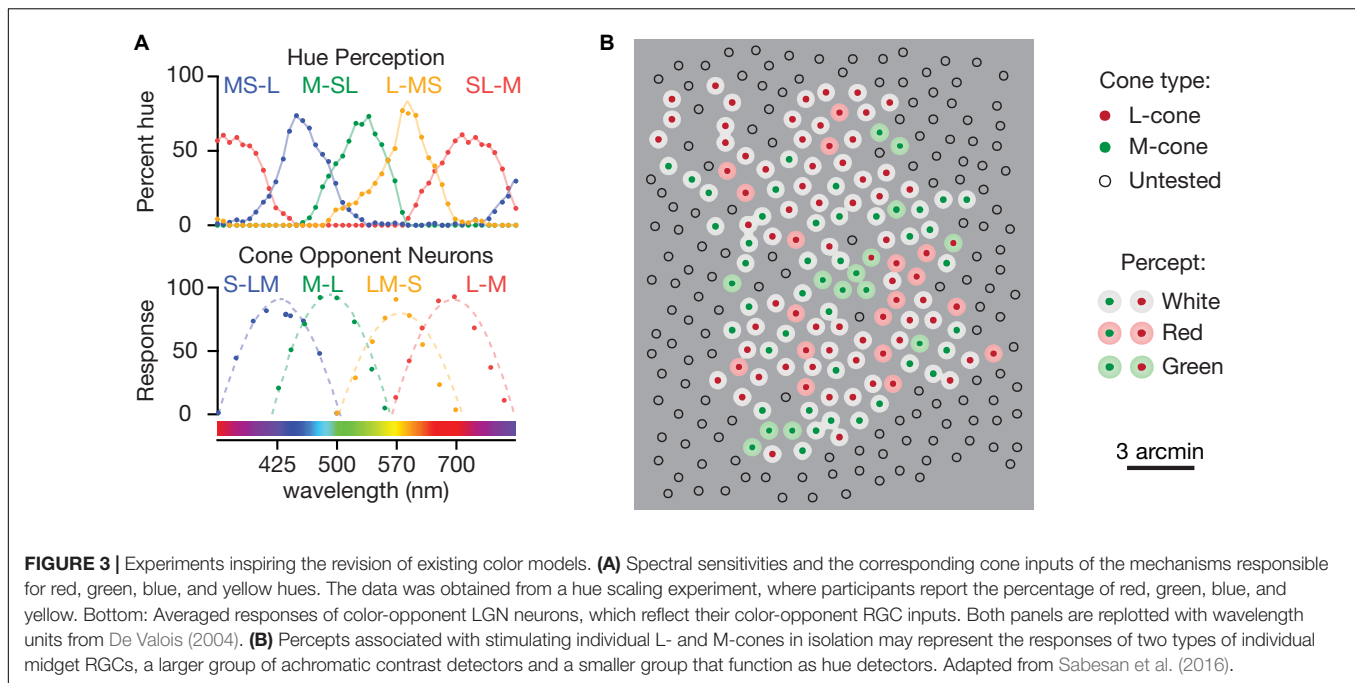 A
Hue Perception
100
50
0
Percent hue
MS-L M-SL L-MS SL-M
Cone Opponent Neurons
100
50
0
Response
S-LM M-L LM-S L-M
425 500 570 700
wavelength (nm)
B
Cone type:
L-cone
M-cone
Untested
Percept:
White
Red
Green
3 arcmin
FIGURE 3 | Experiments inspiring the revision of existing color models. (A) Spectral sensitivities and the corresponding cone inputs of the mechanisms responsible
for red, green, blue, and yellow hues. The data was obtained from a hue scaling experiment, where participants report the percentage of red, green, blue, and
yellow. Bottom: Averaged responses of color-opponent LGN neurons, which reflect their color-opponent RGC inputs. Both panels are replotted with wavelength
units from De Valois (2004). (B) Percepts associated with stimulating individual L- and M-cones in isolation may represent the responses of two types of individual
midget RGCs, a larger group of achromatic contrast detectors and a smaller group that function as hue detectors. Adapted from Sabesan et al. (2016).